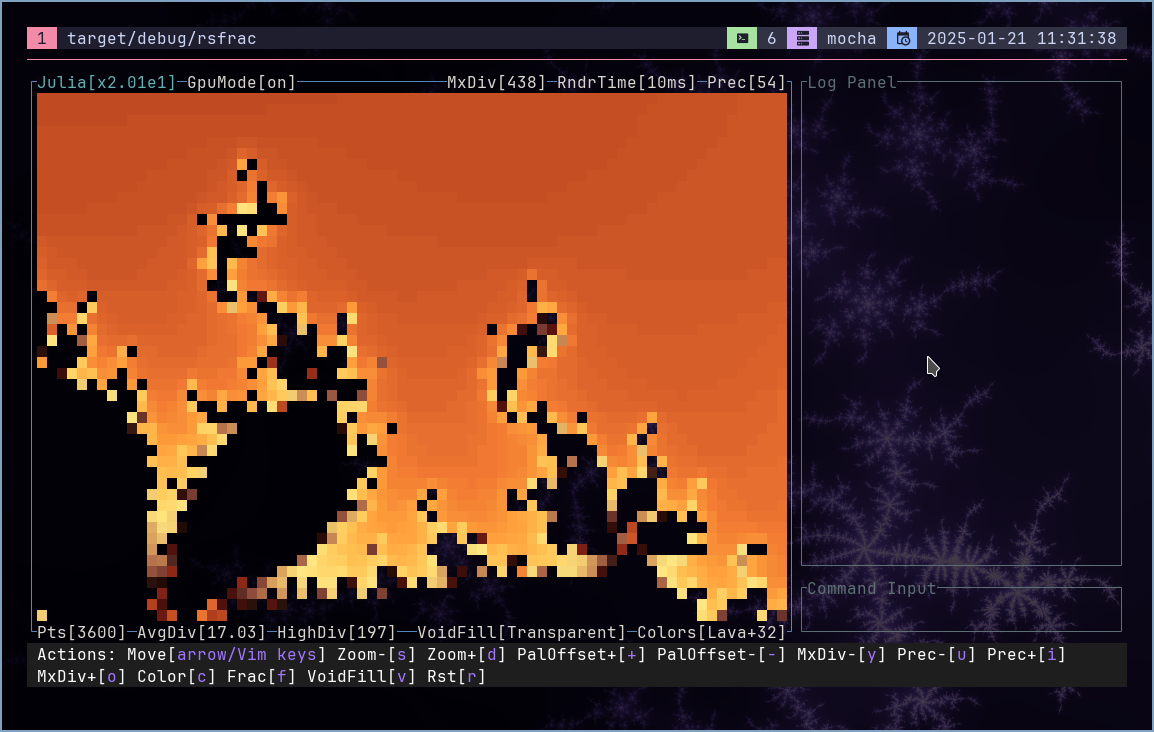 1 target/debug/rsfrac 6 mocha 2025-01-21 11:31:38
Julia[x2.01e1] GpuMode[on] MxDiv[438] RndrTime[10ms] Prec[54] Log Panel
Command Input
Pts[3600] AvgDiv[17.03] HighDiv[197] VoidFill[Transparent] Colors[Lava+32]
Actions: Move[arrow/Vim keys] Zoom-[s] Zoom+[d] PalOffset+[+] PalOffset-[-] MxDiv-[y] Prec-[u] Prec+[i]
MxDiv+[o] Color[c] Frac[f] VoidFill[v] Rst[r]